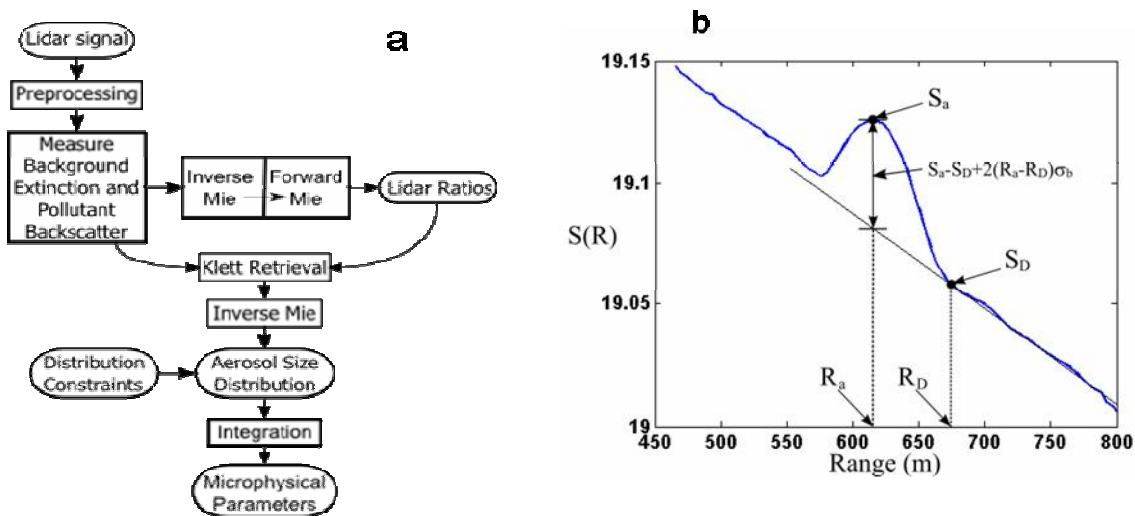 a
Lidar signal
Preprocessing
Measure
Background
Extinction and
Pollutant
Backscatter
Inverse
Mie
Forward
Mie
Lidar Ratios
Klett Retrieval
Inverse Mie
Distribution
Constraints
Aerosol Size
Distribution
Integration
Microphysical
Parameters
b
19.15
19.1
S(R)
19.05
19
Sa
Sa-SD+2(Ra-RD)σb
SD
Ra
RD
450 500 550 600 650 700 750 800
Range (m)